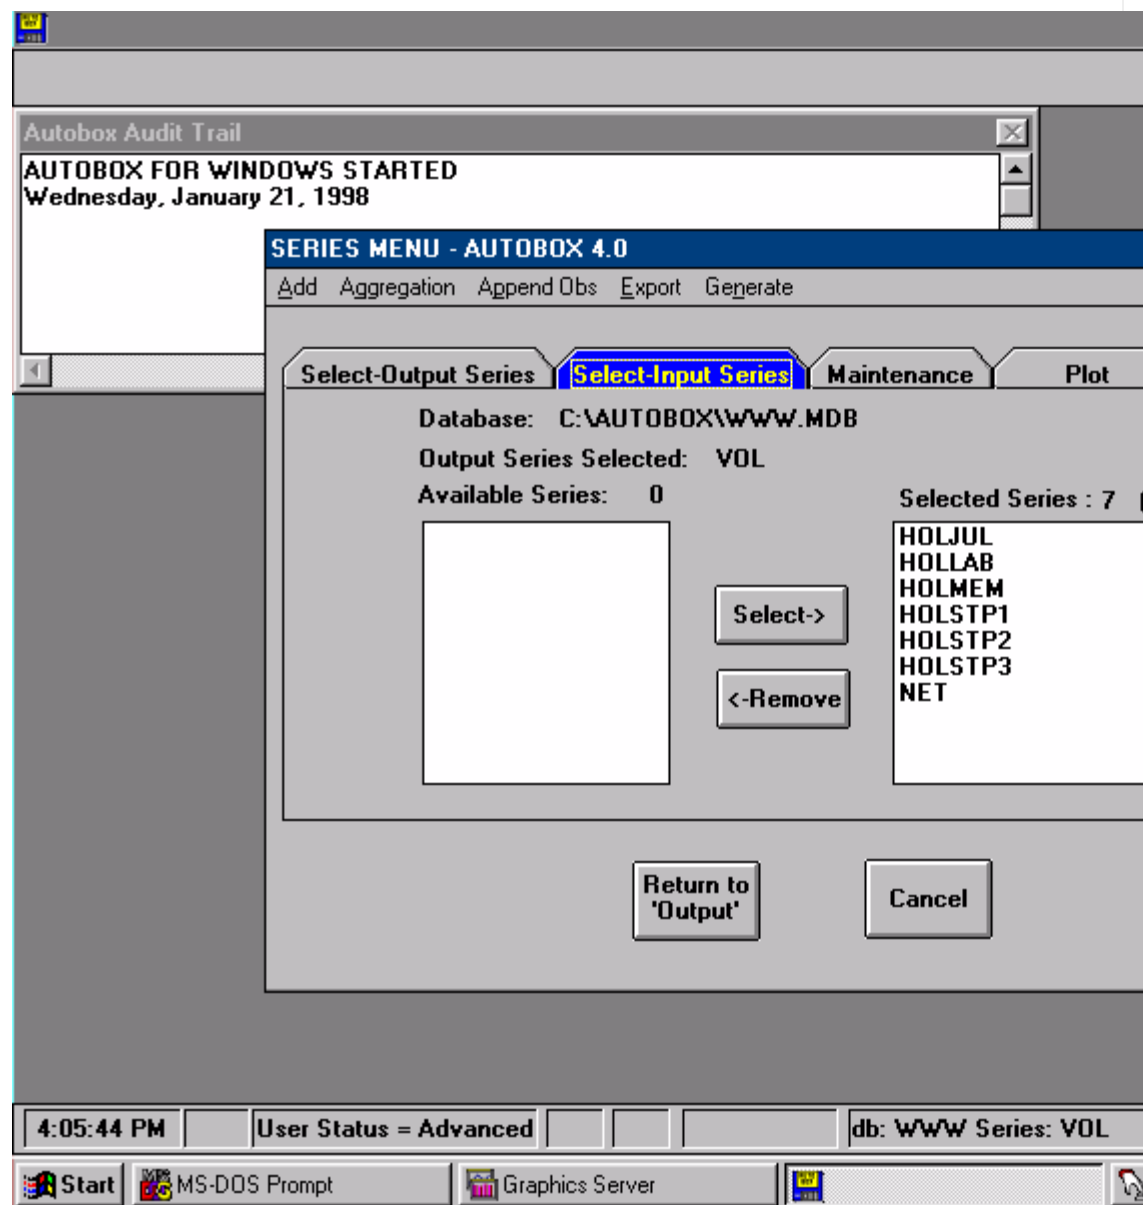 Autobox Audit Trail
AUTOBOX FOR WINDOWS STARTED
Wednesday, January 21, 1998
SERIES MENU - AUTOBOX 4.0
Add Aggregation Append Obs Export Generate
Select-Output Series Select-Input Series Maintenance Plot
Database: C:\AUTOBOX\WWW.MDB
Output Series Selected: VOL
Available Series: 0
Selected Series : 7
HOLJUL
HOLLAB
HOLMEM
HOLSTP1
HOLSTP2
HOLSTP3
NET
Select->
<-Remove
Return to
'Output'
Cancel
4:05:44 PM User Status = Advanced db: WWW Series: VOL
Start MS-DOS Prompt Graphics Server